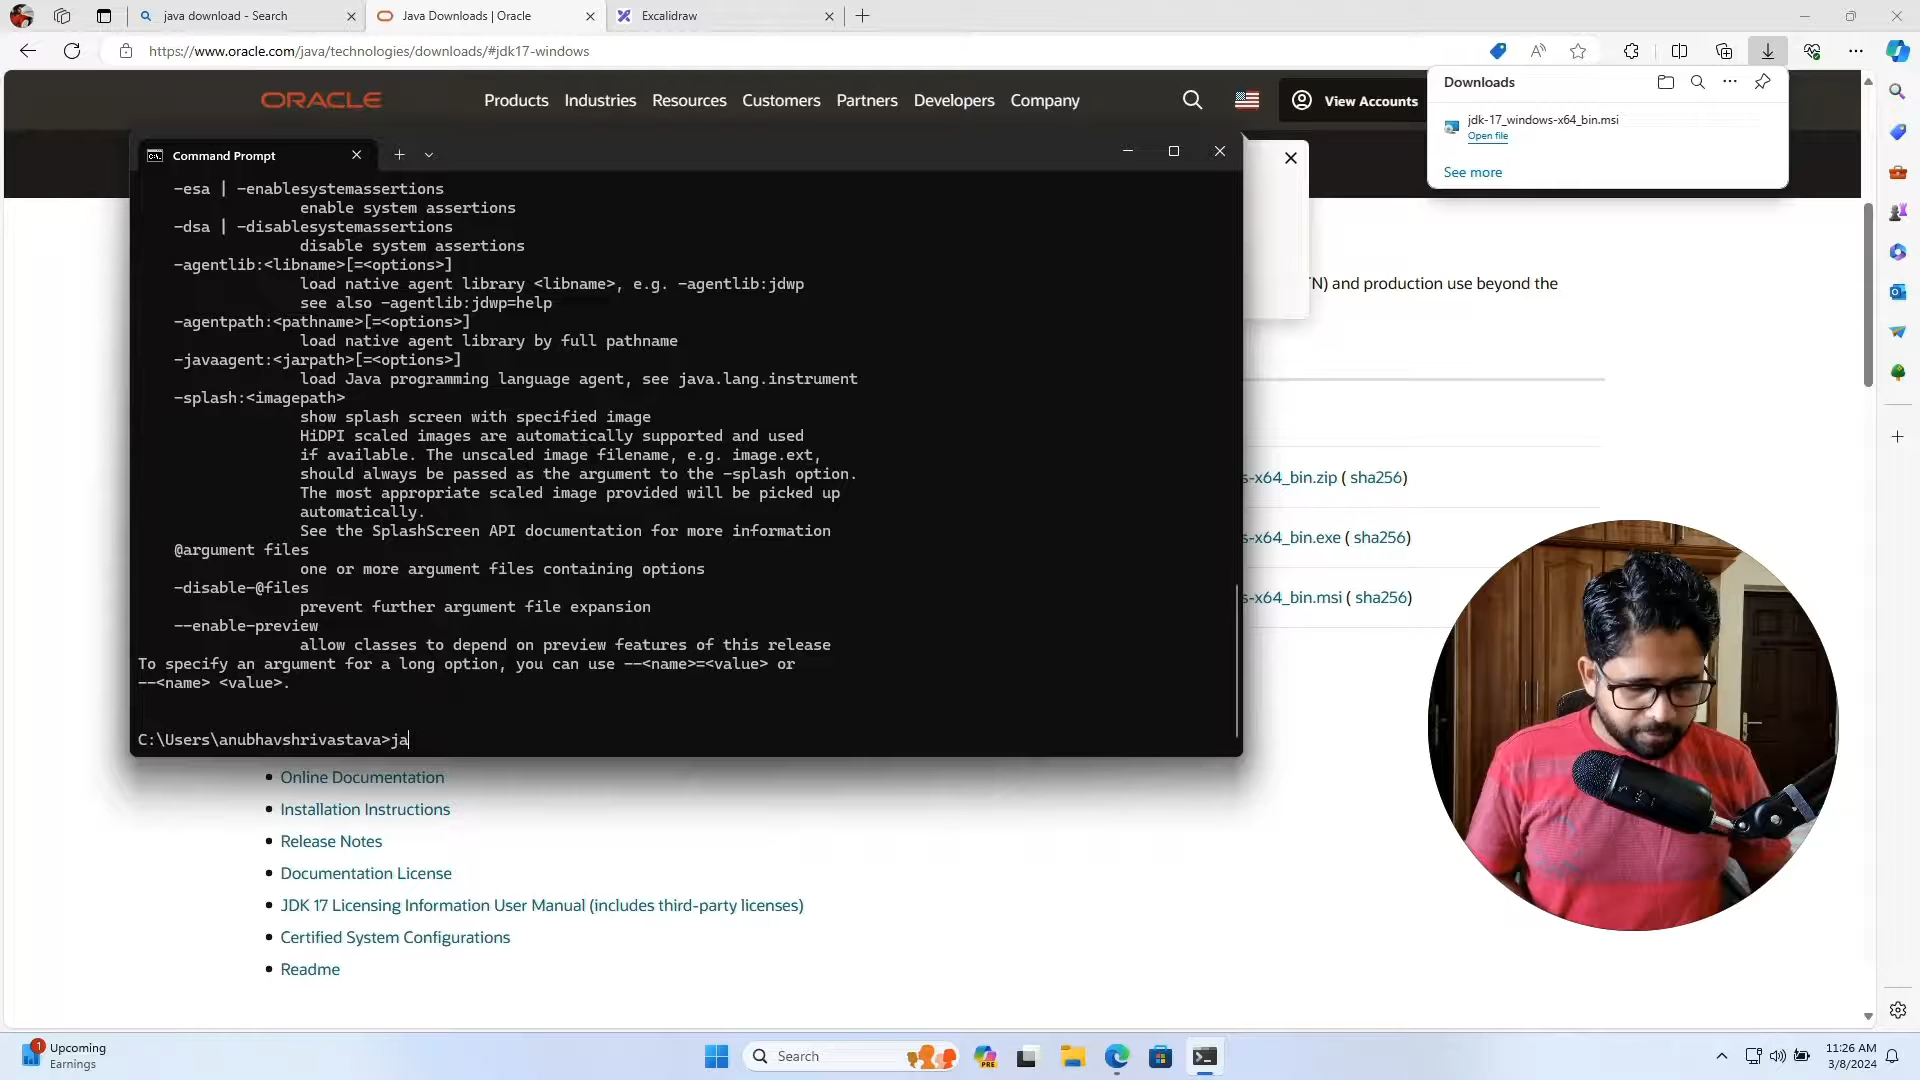 java download - Search
Java Downloads | Oracle
Excalidraw
https://www.oracle.com/java/technologies/downloads/#jdk17-windows
ORACLE
Products
Industries
Resources
Customers
Partners
Developers
Company
View Accounts
Downloads
jdk-17_windows-x64_bin.msi
Open file
See more
Command Prompt
-esa | -enablesystemassertions
enable system assertions
-dsa | -disablesystemassertions
disable system assertions
-agentlib:<libname>[=<options>]
load native agent library <libname>, e.g. -agentlib:jdwp
see also -agentlib:jdwp=help
-agentpath:<pathname>[=<options>]
load native agent library by full pathname
-javaagent:<jarpath>[=<options>]
load Java programming language agent, see java.lang.instrument
-splash:<imagepath>
show splash screen with specified image
HiDPI scaled images are automatically supported and used
if available. The unscaled image filename, e.g. image.ext,
should always be passed as the argument to the -splash option.
The most appropriate scaled image provided will be picked up
automatically.
See the SplashScreen API documentation for more information
@argument files
one or more argument files containing options
-disable-@files
prevent further argument file expansion
--enable-preview
allow classes to depend on preview features of this release
To specify an argument for a long option, you can use --<name>=<value> or
--<name> <value>.
C:\Users\anubhavshrivastava>ja
N) and production use beyond the
s-x64_bin.zip ( sha256)
s-x64_bin.exe ( sha256)
s-x64_bin.msi ( sha256)
Online Documentation
Installation Instructions
Release Notes
Documentation License
JDK 17 Licensing Information User Manual (includes third-party licenses)
Certified System Configurations
Readme
1
Upcoming
Earnings
Search
PRE
11:26 AM
3/8/2024